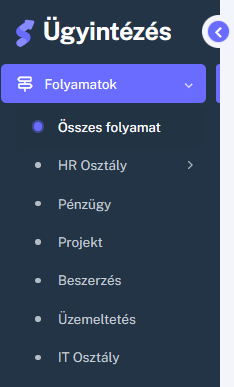 Ügyintézés
Folyamatok
Összes folyamat
HR Osztály
Pénzügy
Projekt
Beszerzés
Üzemeltetés
IT Osztály